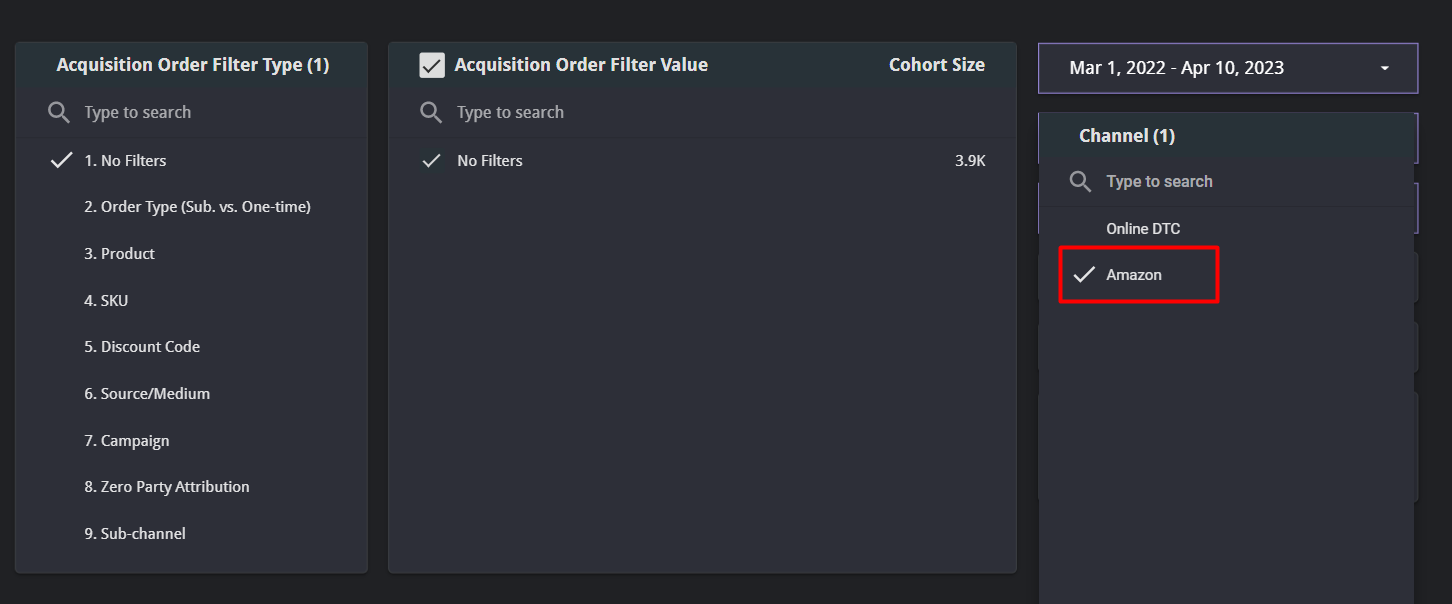 Acquisition Order Filter Type (1)
Type to search
1. No Filters
2. Order Type (Sub. vs. One-time)
3. Product
4. SKU
5. Discount Code
6. Source/Medium
7. Campaign
8. Zero Party Attribution
9. Sub-channel
Acquisition Order Filter Value Cohort Size
Type to search
No Filters 3.9K
Mar 1, 2022 - Apr 10, 2023
Channel (1)
Type to search
Online DTC
Amazon